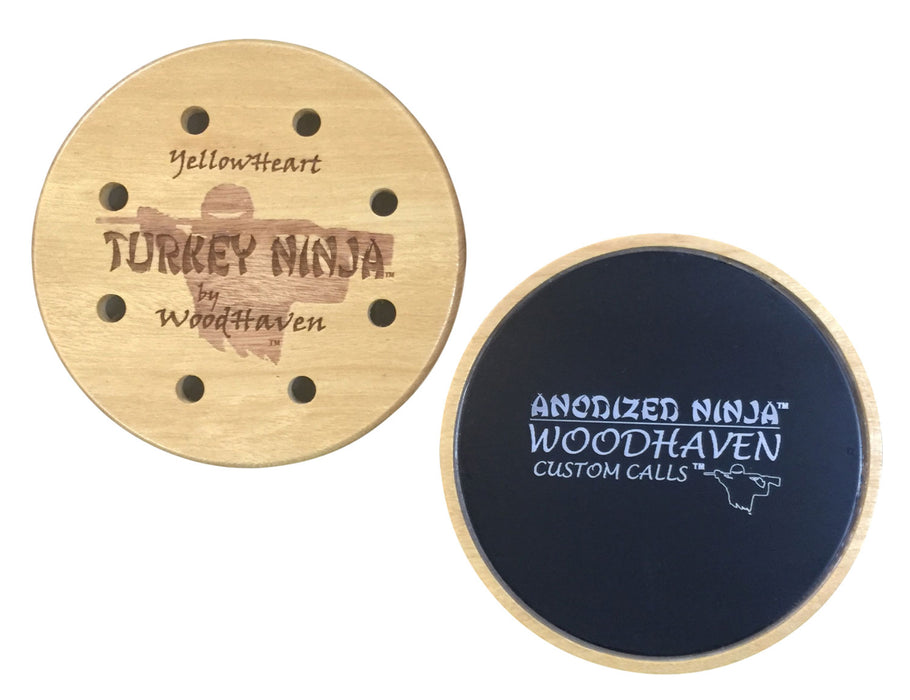 YellowHeart
TURKEY NINJA™
by
WoodHaven
™
ANODIZED NINJA™
WOODHAVEN
CUSTOM CALLS™